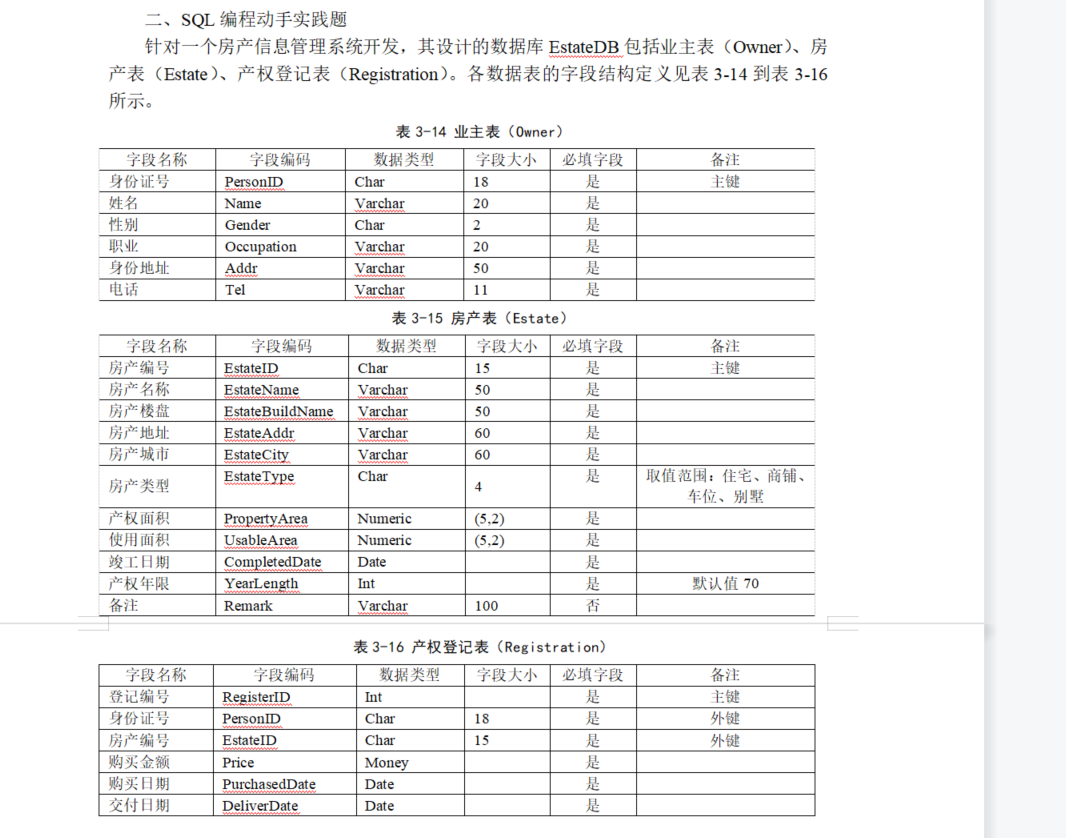 二、SQL 编程动手实践题
针对一个房产信息管理系统开发，其设计的数据库 EstateDB 包括业主表（Owner）、房
产表（Estate）、产权登记表（Registration）。各数据表的字段结构定义见表 3-14 到表 3-16
所示。
表 3-14 业主表（Owner）
字段名称 字段编码 数据类型 字段大小 必填字段 备注
身份证号 PersonID Char 18 是 主键
姓名 Name Varchar 20 是
性别 Gender Char 2 是
职业 Occupation Varchar 20 是
身份地址 Addr Varchar 50 是
电话 Tel Varchar 11 是
表 3-15 房产表（Estate）
字段名称 字段编码 数据类型 字段大小 必填字段 备注
房产编号 EstateID Char 15 是 主键
房产名称 EstateName Varchar 50 是
房产楼盘 EstateBuildName Varchar 50 是
房产地址 EstateAddr Varchar 60 是
房产城市 EstateCity Varchar 60 是
房产类型 EstateType Char 4 是 取值范围：住宅、商铺、
车位、别墅
产权面积 PropertyArea Numeric (5,2) 是
使用面积 UsableArea Numeric (5,2) 是
竣工日期 CompletedDate Date 是
产权年限 YearLength Int 是 默认值 70
备注 Remark Varchar 100 否
表 3-16 产权登记表（Registration）
字段名称 字段编码 数据类型 字段大小 必填字段 备注
登记编号 RegisterID Int 是 主键
身份证号 PersonID Char 18 是 外键
房产编号 EstateID Char 15 是 外键
购买金额 Price Money 是
购买日期 PurchasedDate Date 是
交付日期 DeliverDate Date 是